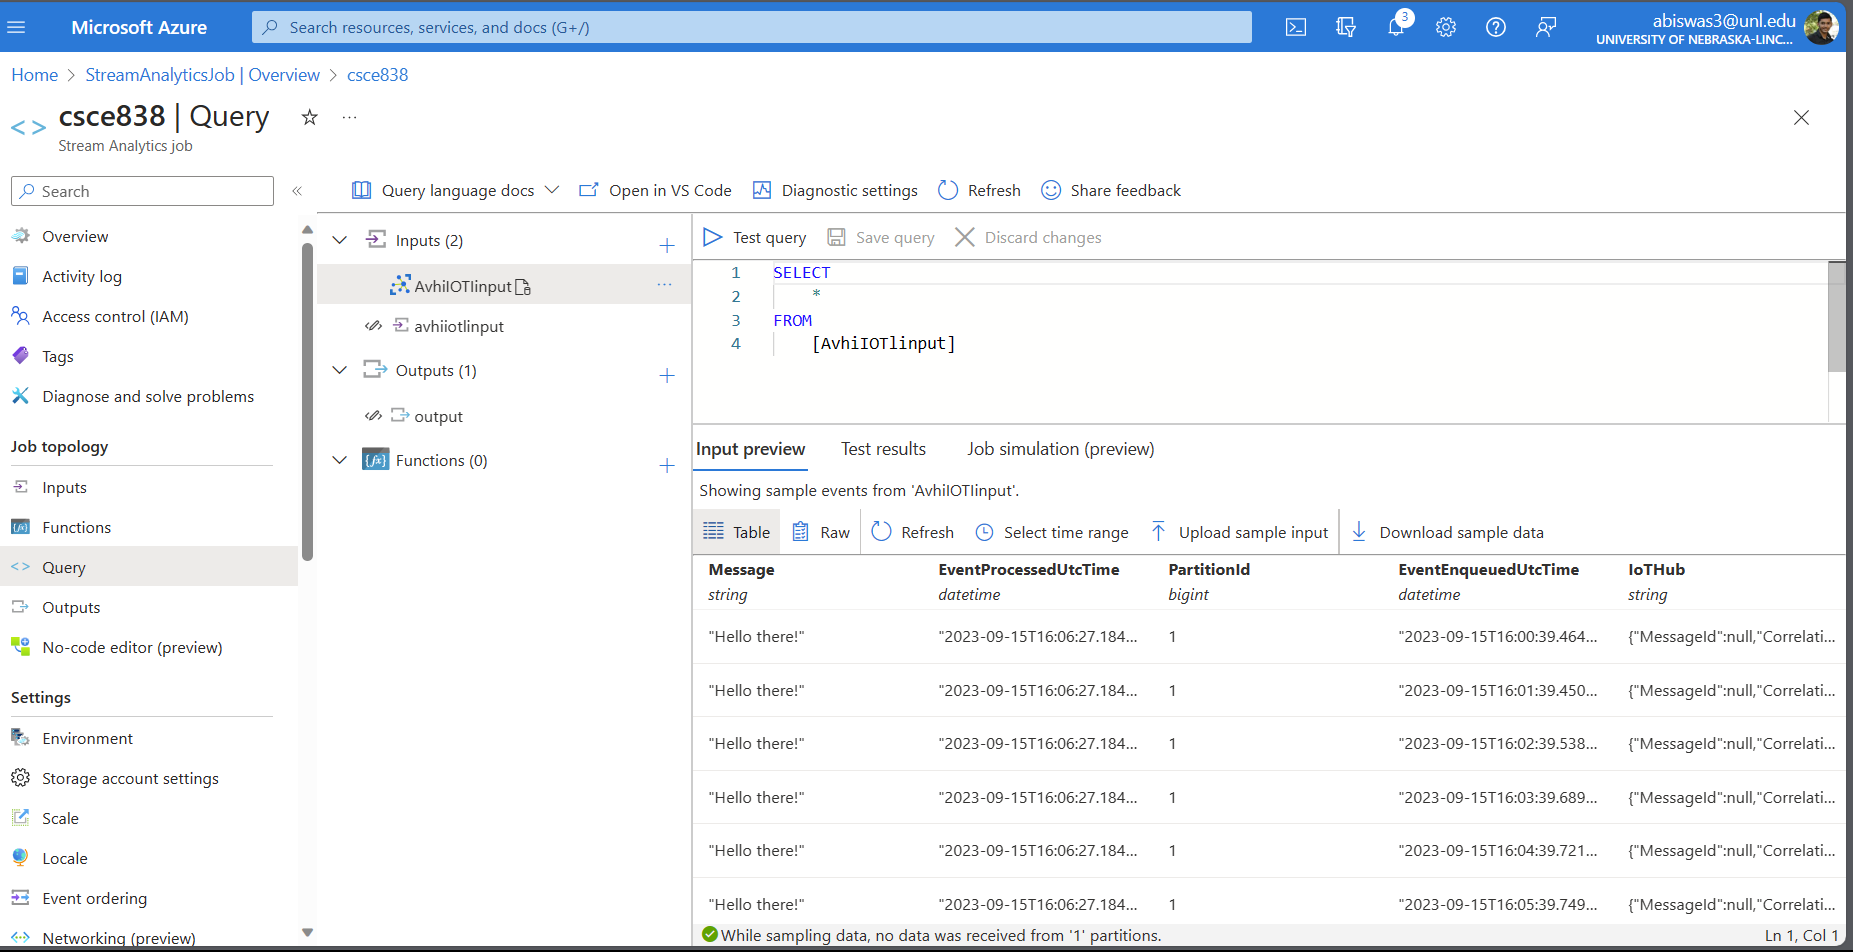 Microsoft Azure
Search resources, services, and docs (G+/)
3
abiswas3@unl.edu
UNIVERSITY OF NEBRASKA-LINC...
Home > StreamAnalyticsJob | Overview > csce838
<> csce838 | Query ...
Stream Analytics job
Search «
Overview
Activity log
Access control (IAM)
Tags
Diagnose and solve problems
Job topology
Inputs
Functions
Query
Outputs
No-code editor (preview)
Settings
Environment
Storage account settings
Scale
Locale
Event ordering
Networking (preview)
Query language docs
Open in VS Code
Diagnostic settings
Refresh
Share feedback
Inputs (2)
AvhiIOTlinput ...
avhiiotlinput
Outputs (1)
output
Functions (0)
Test query
Save query
Discard changes
1 SELECT
2 *
3 FROM
4 [AvhiIOTlinput]
Input preview
Test results
Job simulation (preview)
Showing sample events from 'AvhiIOTlinput'.
Table
Raw
Refresh
Select time range
Upload sample input
Download sample data
Message EventProcessedUtcTime PartitionId EventEnqueuedUtcTime IoTHub
string datetime bigint datetime string
"Hello there!" "2023-09-15T16:06:27.184... 1 "2023-09-15T16:00:39.464... {"MessageId":null,"Correlati...
"Hello there!" "2023-09-15T16:06:27.184... 1 "2023-09-15T16:01:39.450... {"MessageId":null,"Correlati...
"Hello there!" "2023-09-15T16:06:27.184... 1 "2023-09-15T16:02:39.538... {"MessageId":null,"Correlati...
"Hello there!" "2023-09-15T16:06:27.184... 1 "2023-09-15T16:03:39.689... {"MessageId":null,"Correlati...
"Hello there!" "2023-09-15T16:06:27.184... 1 "2023-09-15T16:04:39.721... {"MessageId":null,"Correlati...
"Hello there!" "2023-09-15T16:06:27.184... 1 "2023-09-15T16:05:39.749... {"MessageId":null,"Correlati...
While sampling data, no data was received from '1' partitions.
Ln 1, Col 1